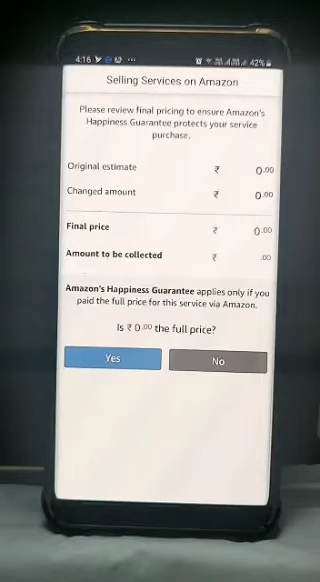 4:16 42%
Selling Services on Amazon
Please review final pricing to ensure Amazon's
Happiness Guarantee protects your service
purchase.
Original estimate ₹ 0.00
Changed amount ₹ 0.00
Final price ₹ 0.00
Amount to be collected ₹ .00
Amazon's Happiness Guarantee applies only if you
paid the full price for this service via Amazon.
Is ₹ 0.00 the full price?
Yes No